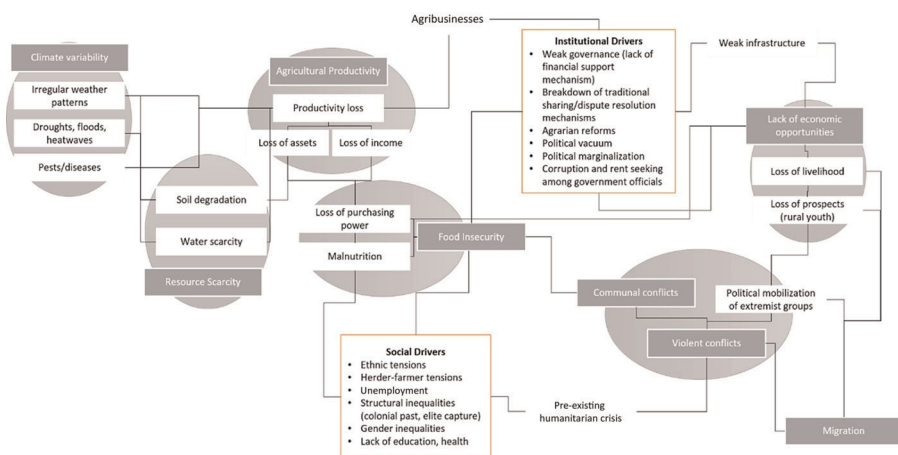 Agribusinesses
Climate variability
Irregular weather
patterns
Droughts, floods,
heatwaves
Pests/diseases
Agricultural Productivity
Productivity loss
Loss of assets
Loss of income
Institutional Drivers
• Weak governance (lack of
financial support
mechanism)
• Breakdown of traditional
sharing/dispute resolution
mechanisms
• Agrarian reforms
• Political vacuum
• Political marginalization
• Corruption and rent seeking
among government officials
Weak infrastructure
Lack of economic
opportunities
Loss of livelihood
Loss of prospects
(rural youth)
Soil degradation
Water scarcity
Resource Scarcity
Loss of purchasing
power
Malnutrition
Food Insecurity
Communal conflicts
Political mobilization
of extremist groups
Violent conflicts
Social Drivers
• Ethnic tensions
• Herder-farmer tensions
• Unemployment
• Structural inequalities
(colonial past, elite capture)
• Gender inequalities
• Lack of education, health
Pre-existing
humanitarian crisis
Migration